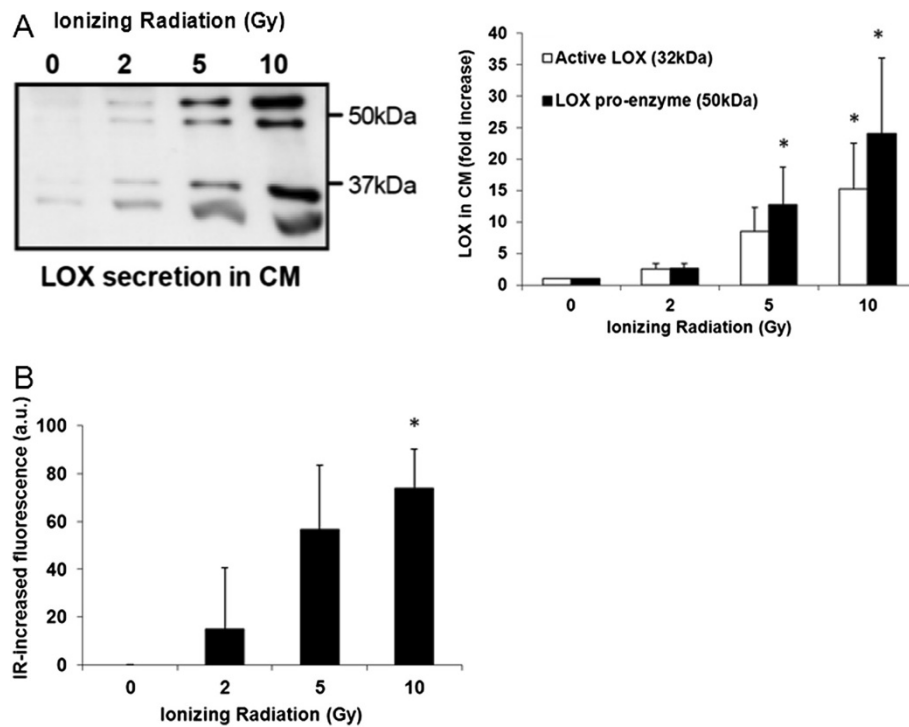 A
Ionizing Radiation (Gy)
0 2 5 10
50kDa
37kDa
LOX secretion in CM
LOX in CM (fold increase)
40
35
30
25
20
15
10
5
0
Active LOX (32kDa)
LOX pro-enzyme (50kDa)
*
*
*
0 2 5 10
Ionizing Radiation (Gy)
B
IR-increased fluorescence (a.u.)
100
80
60
40
20
0
*
0 2 5 10
Ionizing Radiation (Gy)